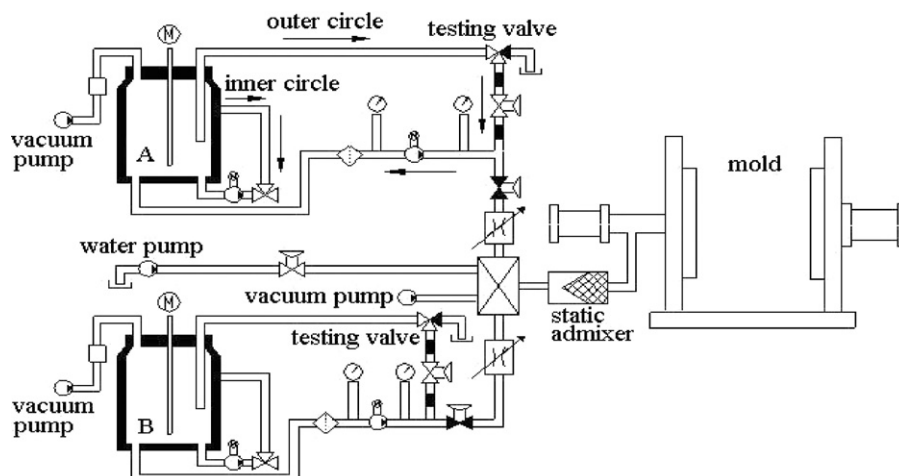 outer circle
testing valve
M
inner circle
vacuum
pump
A
mold
water pump
vacuum pump
static
admixer
M
testing valve
vacuum
pump
B